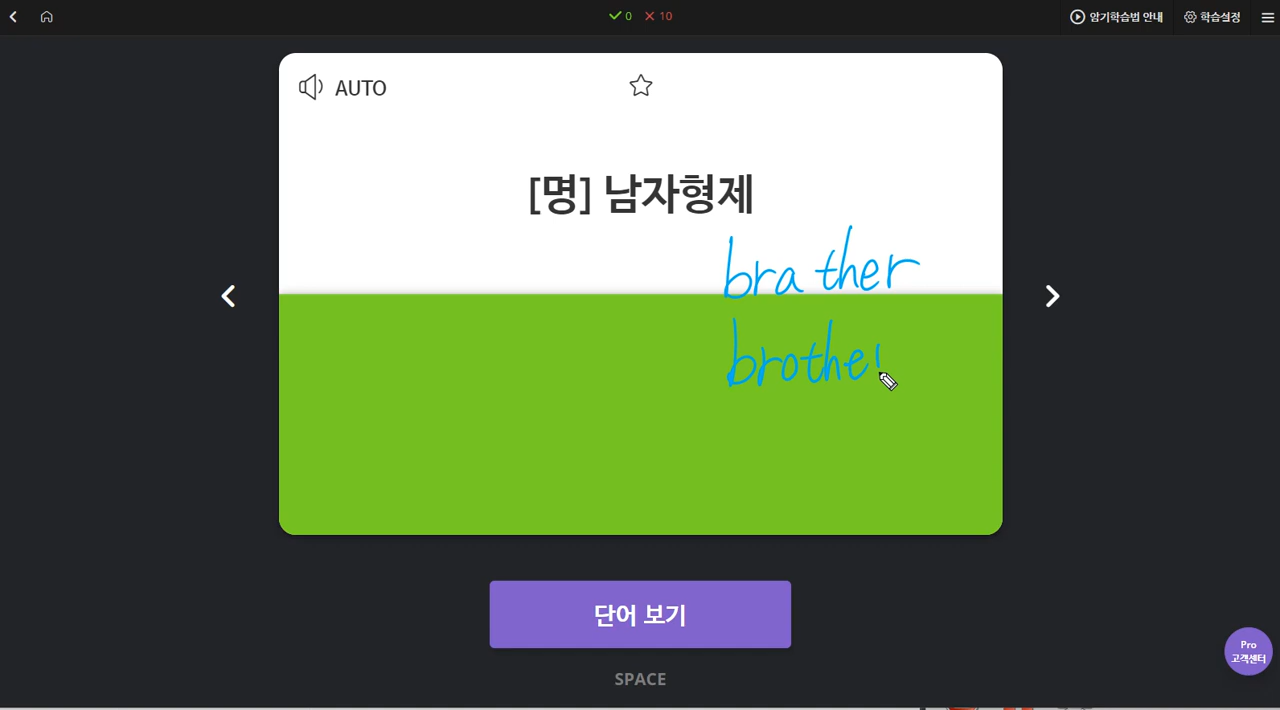 0 10 암기학습법 안내 학습설정
AUTO
[명] 남자형제
bra ther
brothe
단어 보기
SPACE
Pro
고객센터